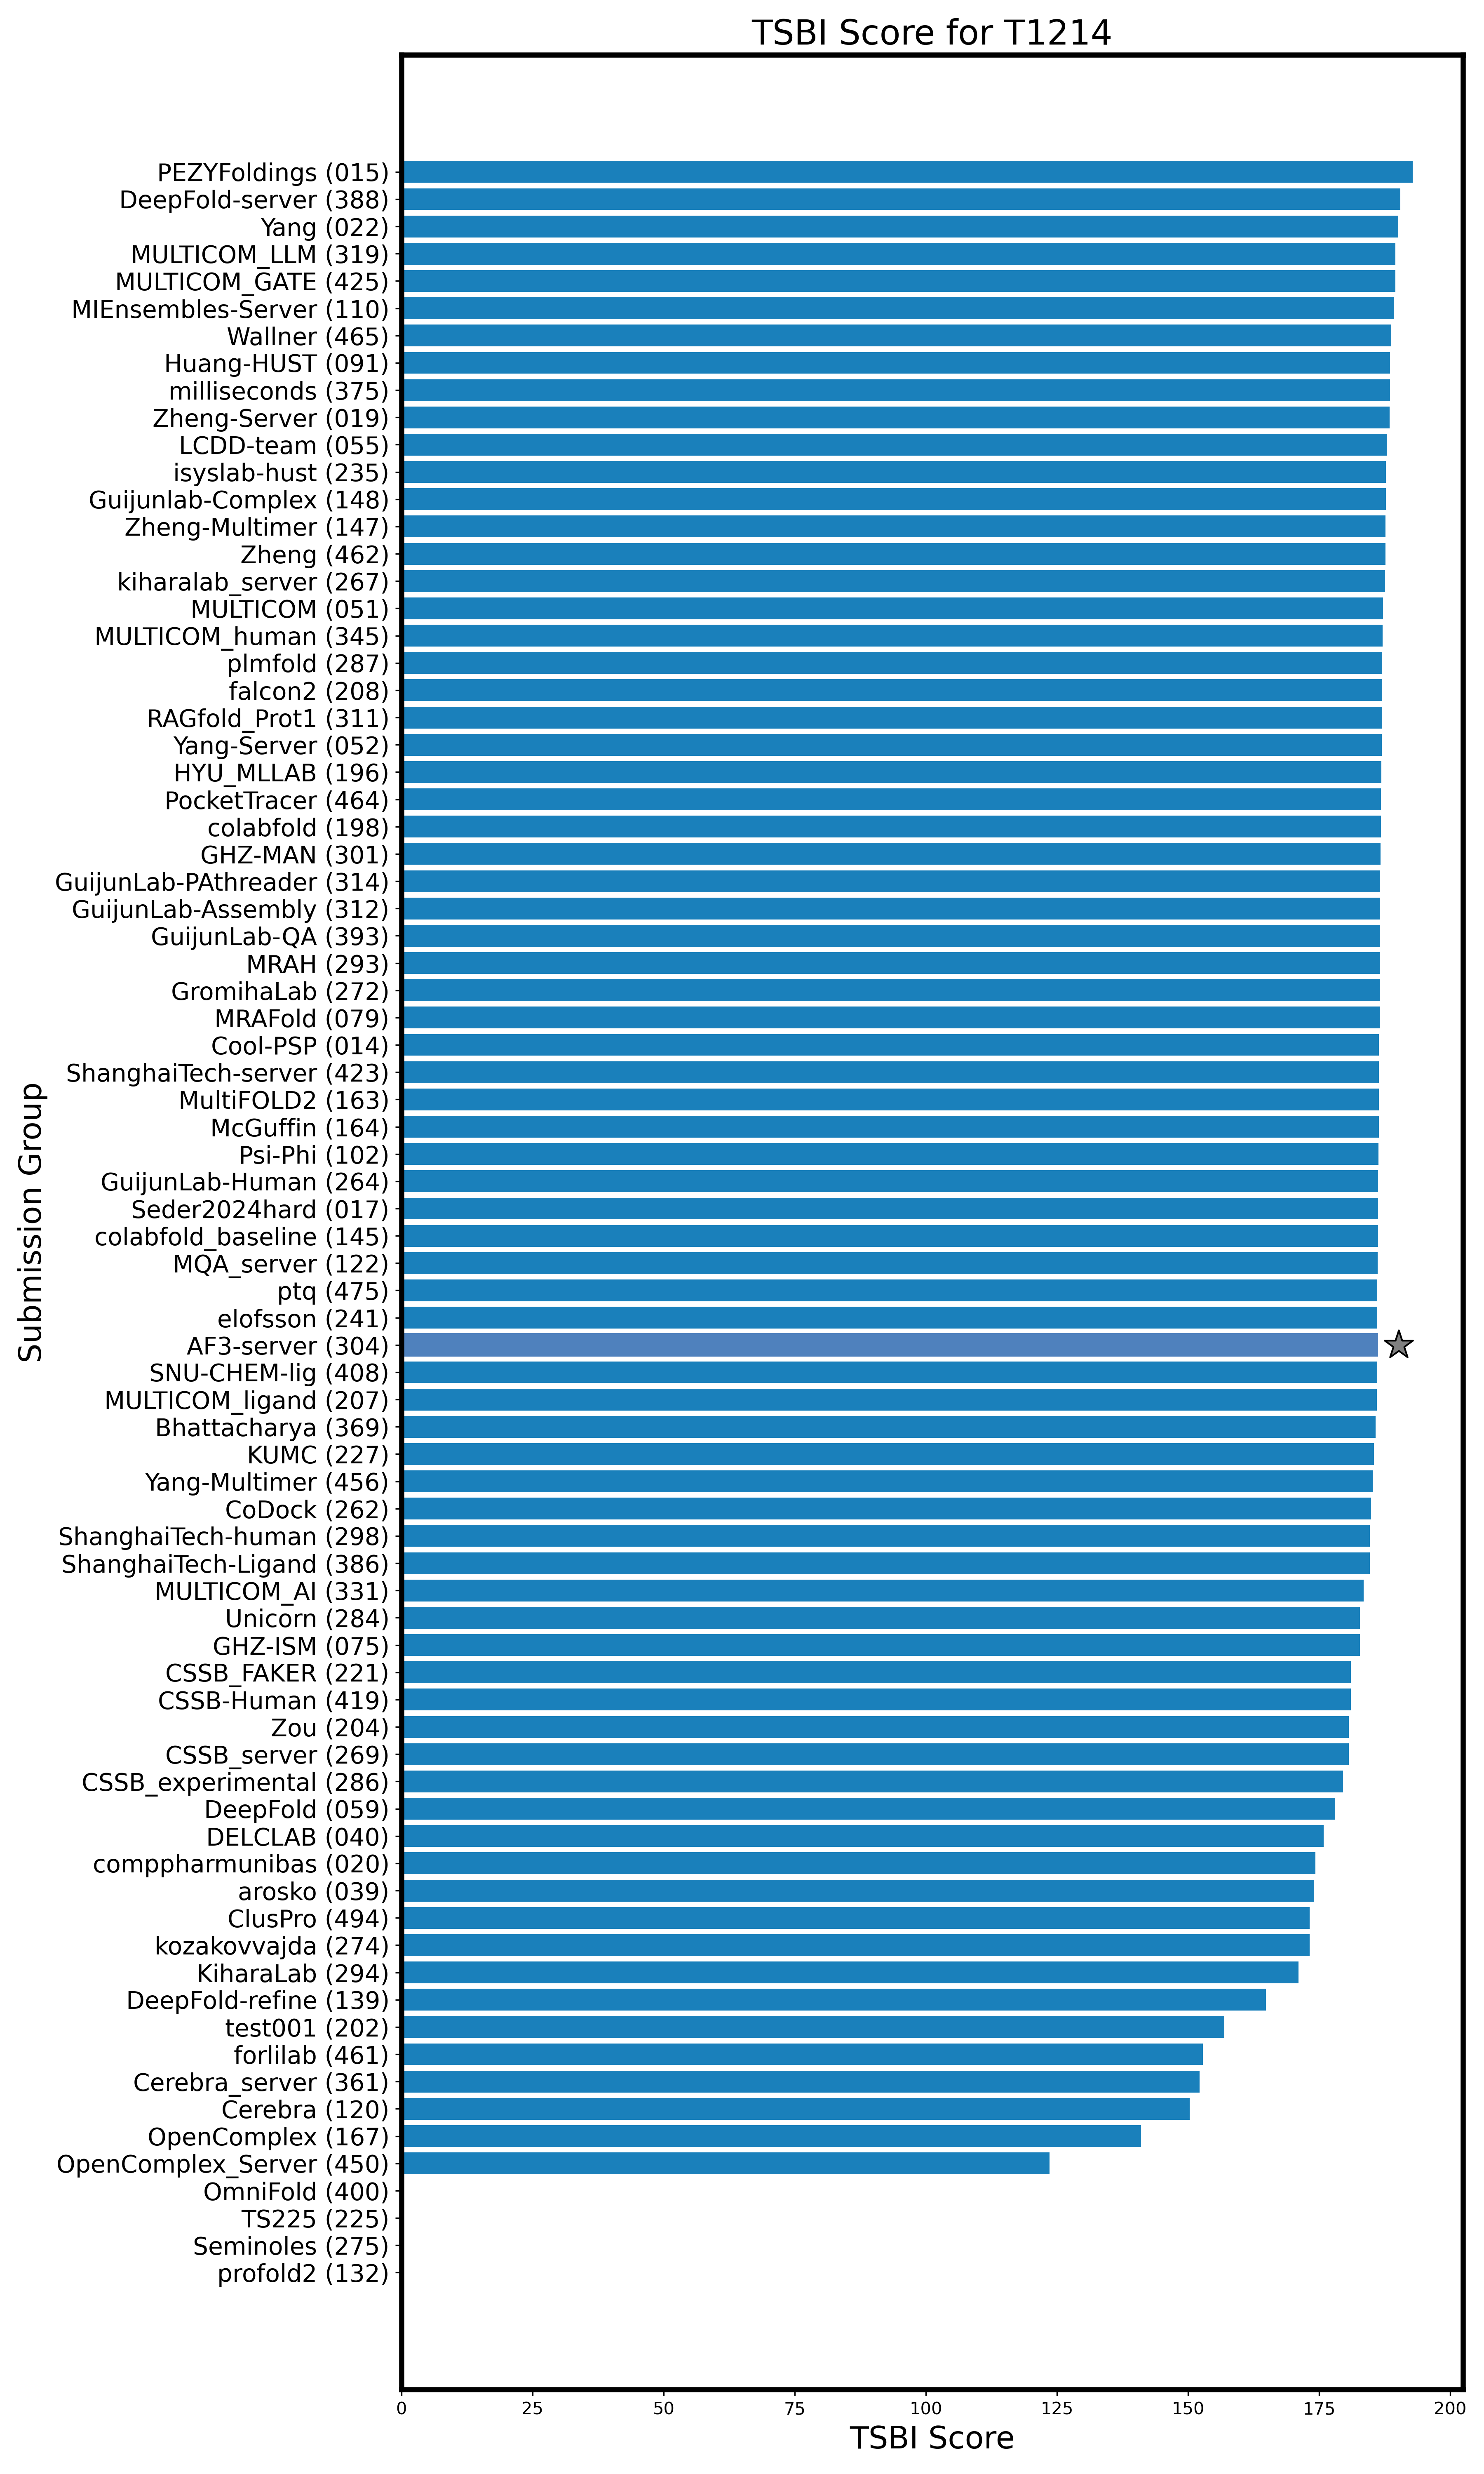 TSBI Score for T1214
PEZYFoldings (015)
DeepFold-server (388)
Yang (022)
MULTICOM_LLM (319)
MULTICOM_GATE (425)
MIEnsembles-Server (110)
Wallner (465)
Huang-HUST (091)
milliseconds (375)
Zheng-Server (019)
LCDD-team (055)
isyslab-hust (235)
Guijunlab-Complex (148)
Zheng-Multimer (147)
Zheng (462)
kiharalab_server (267)
MULTICOM (051)
MULTICOM_human (345)
plmfold (287)
falcon2 (208)
RAGfold_Prot1 (311)
Yang-Server (052)
HYU_MLLAB (196)
PocketTracer (464)
colabfold (198)
GHZ-MAN (301)
GuijunLab-PAthreader (314)
GuijunLab-Assembly (312)
GuijunLab-QA (393)
MRAH (293)
GromihaLab (272)
MRAFold (079)
Cool-PSP (014)
ShanghaiTech-server (423)
MultiFOLD2 (163)
McGuffin (164)
Psi-Phi (102)
GuijunLab-Human (264)
Seder2024hard (017)
colabfold_baseline (145)
MQA_server (122)
ptq (475)
elofsson (241)
AF3-server (304)
SNU-CHEM-lig (408)
MULTICOM_ligand (207)
Bhattacharya (369)
KUMC (227)
Yang-Multimer (456)
CoDock (262)
ShanghaiTech-human (298)
ShanghaiTech-Ligand (386)
MULTICOM_AI (331)
Unicorn (284)
GHZ-ISM (075)
CSSB_FAKER (221)
CSSB-Human (419)
Zou (204)
CSSB_server (269)
CSSB_experimental (286)
DeepFold (059)
DELCLAB (040)
comppharmunibas (020)
arosko (039)
ClusPro (494)
kozakovvajda (274)
KiharaLab (294)
DeepFold-refine (139)
test001 (202)
forlilab (461)
Cerebra_server (361)
Cerebra (120)
OpenComplex (167)
OpenComplex_Server (450)
OmniFold (400)
TS225 (225)
Seminoles (275)
profold2 (132)
Submission Group
0 25 50 75 100 125 150 175 200
TSBI Score